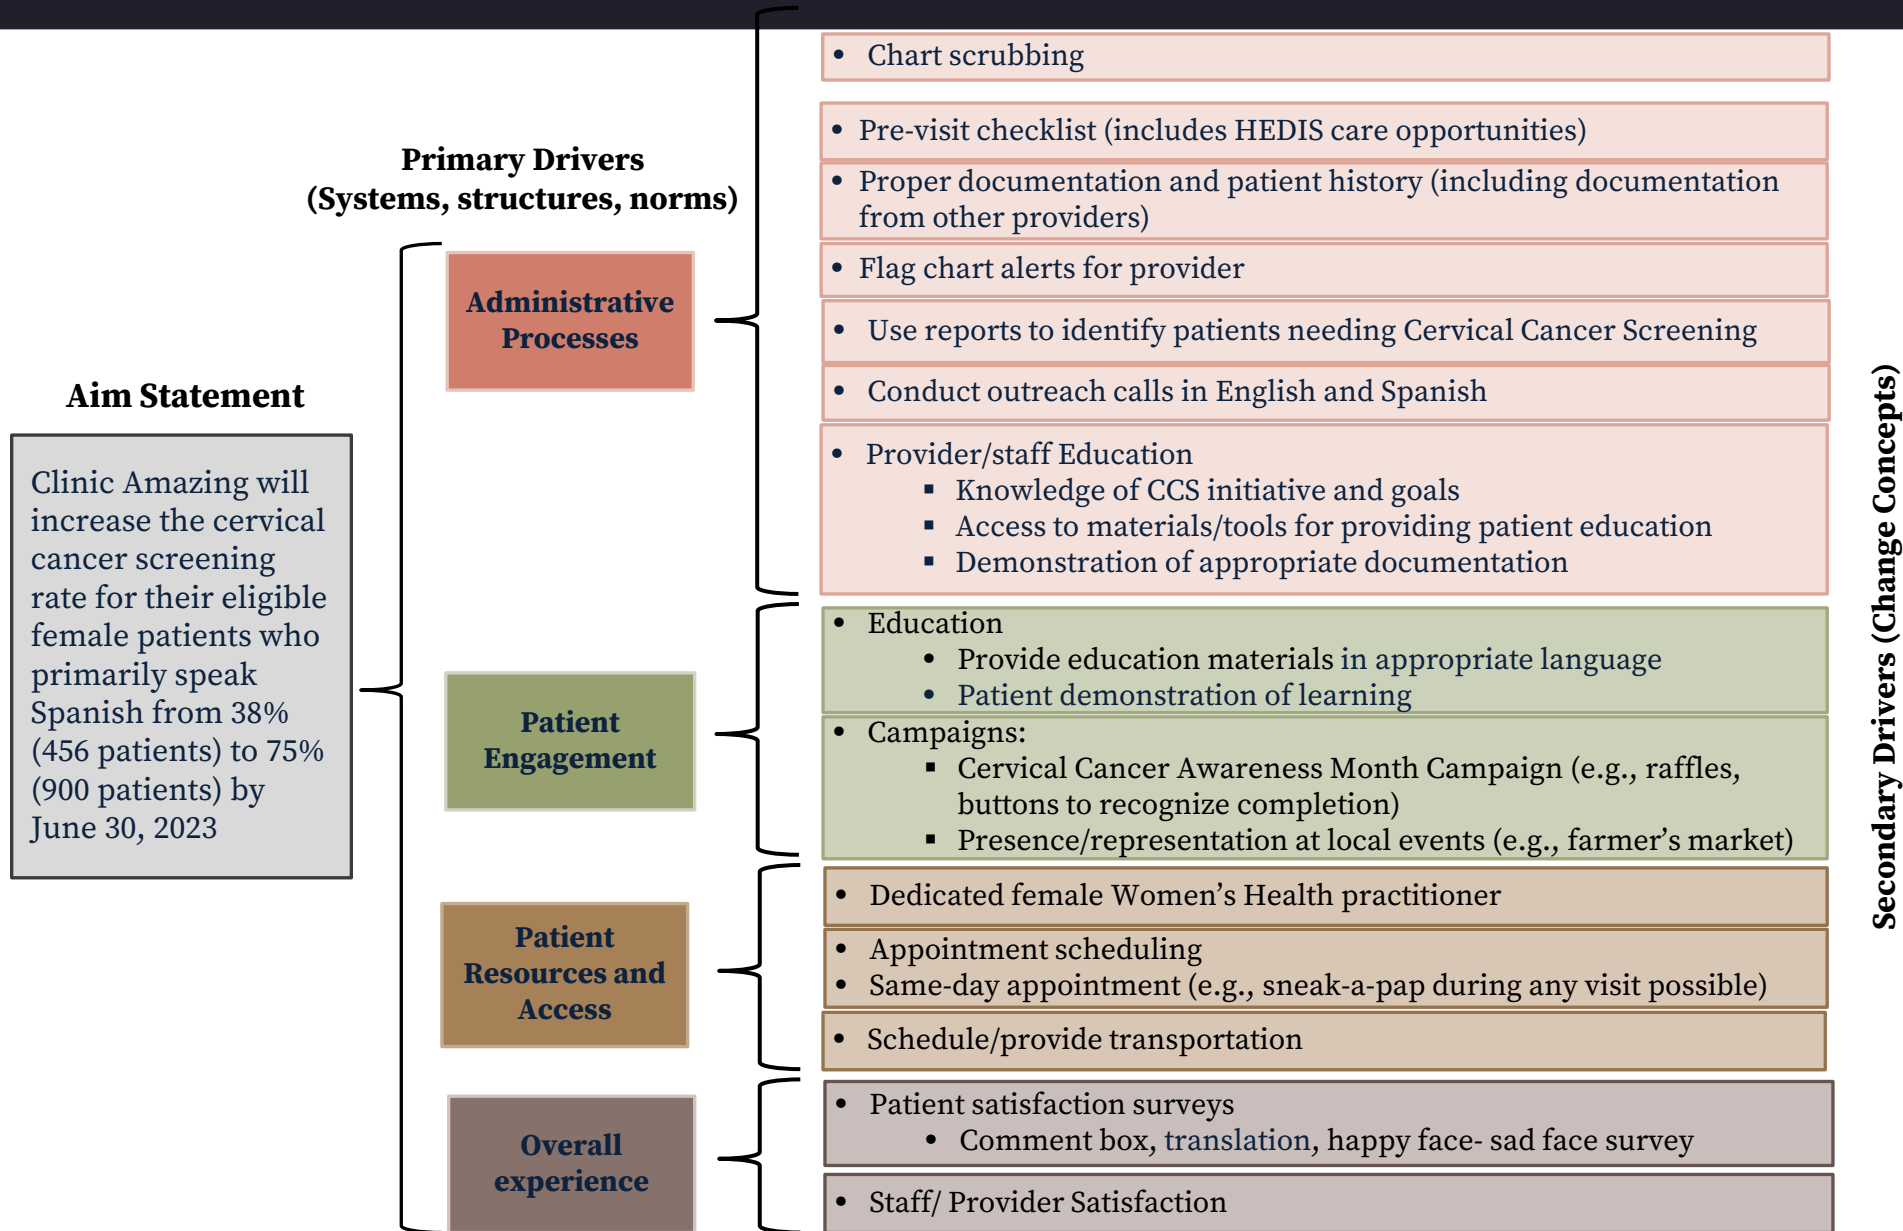 Primary Drivers
(Systems, structures, norms)
Aim Statement
Clinic Amazing will
increase the cervical
cancer screening
rate for their eligible
female patients who
primarily speak
Spanish from 38%
(456 patients) to 75%
(900 patients) by
June 30, 2023
Administrative
Processes
• Chart scrubbing
• Pre-visit checklist (includes HEDIS care opportunities)
• Proper documentation and patient history (including documentation
from other providers)
• Flag chart alerts for provider
• Use reports to identify patients needing Cervical Cancer Screening
• Conduct outreach calls in English and Spanish
• Provider/staff Education
▪ Knowledge of CCS initiative and goals
▪ Access to materials/tools for providing patient education
▪ Demonstration of appropriate documentation
Patient
Engagement
• Education
• Provide education materials in appropriate language
• Patient demonstration of learning
• Campaigns:
▪ Cervical Cancer Awareness Month Campaign (e.g., raffles,
buttons to recognize completion)
▪ Presence/representation at local events (e.g., farmer’s market)
Patient
Resources and
Access
• Dedicated female Women’s Health practitioner
• Appointment scheduling
• Same-day appointment (e.g., sneak-a-pap during any visit possible)
• Schedule/provide transportation
Overall
experience
• Patient satisfaction surveys
• Comment box, translation, happy face- sad face survey
• Staff/ Provider Satisfaction
Secondary Drivers (Change Concepts)